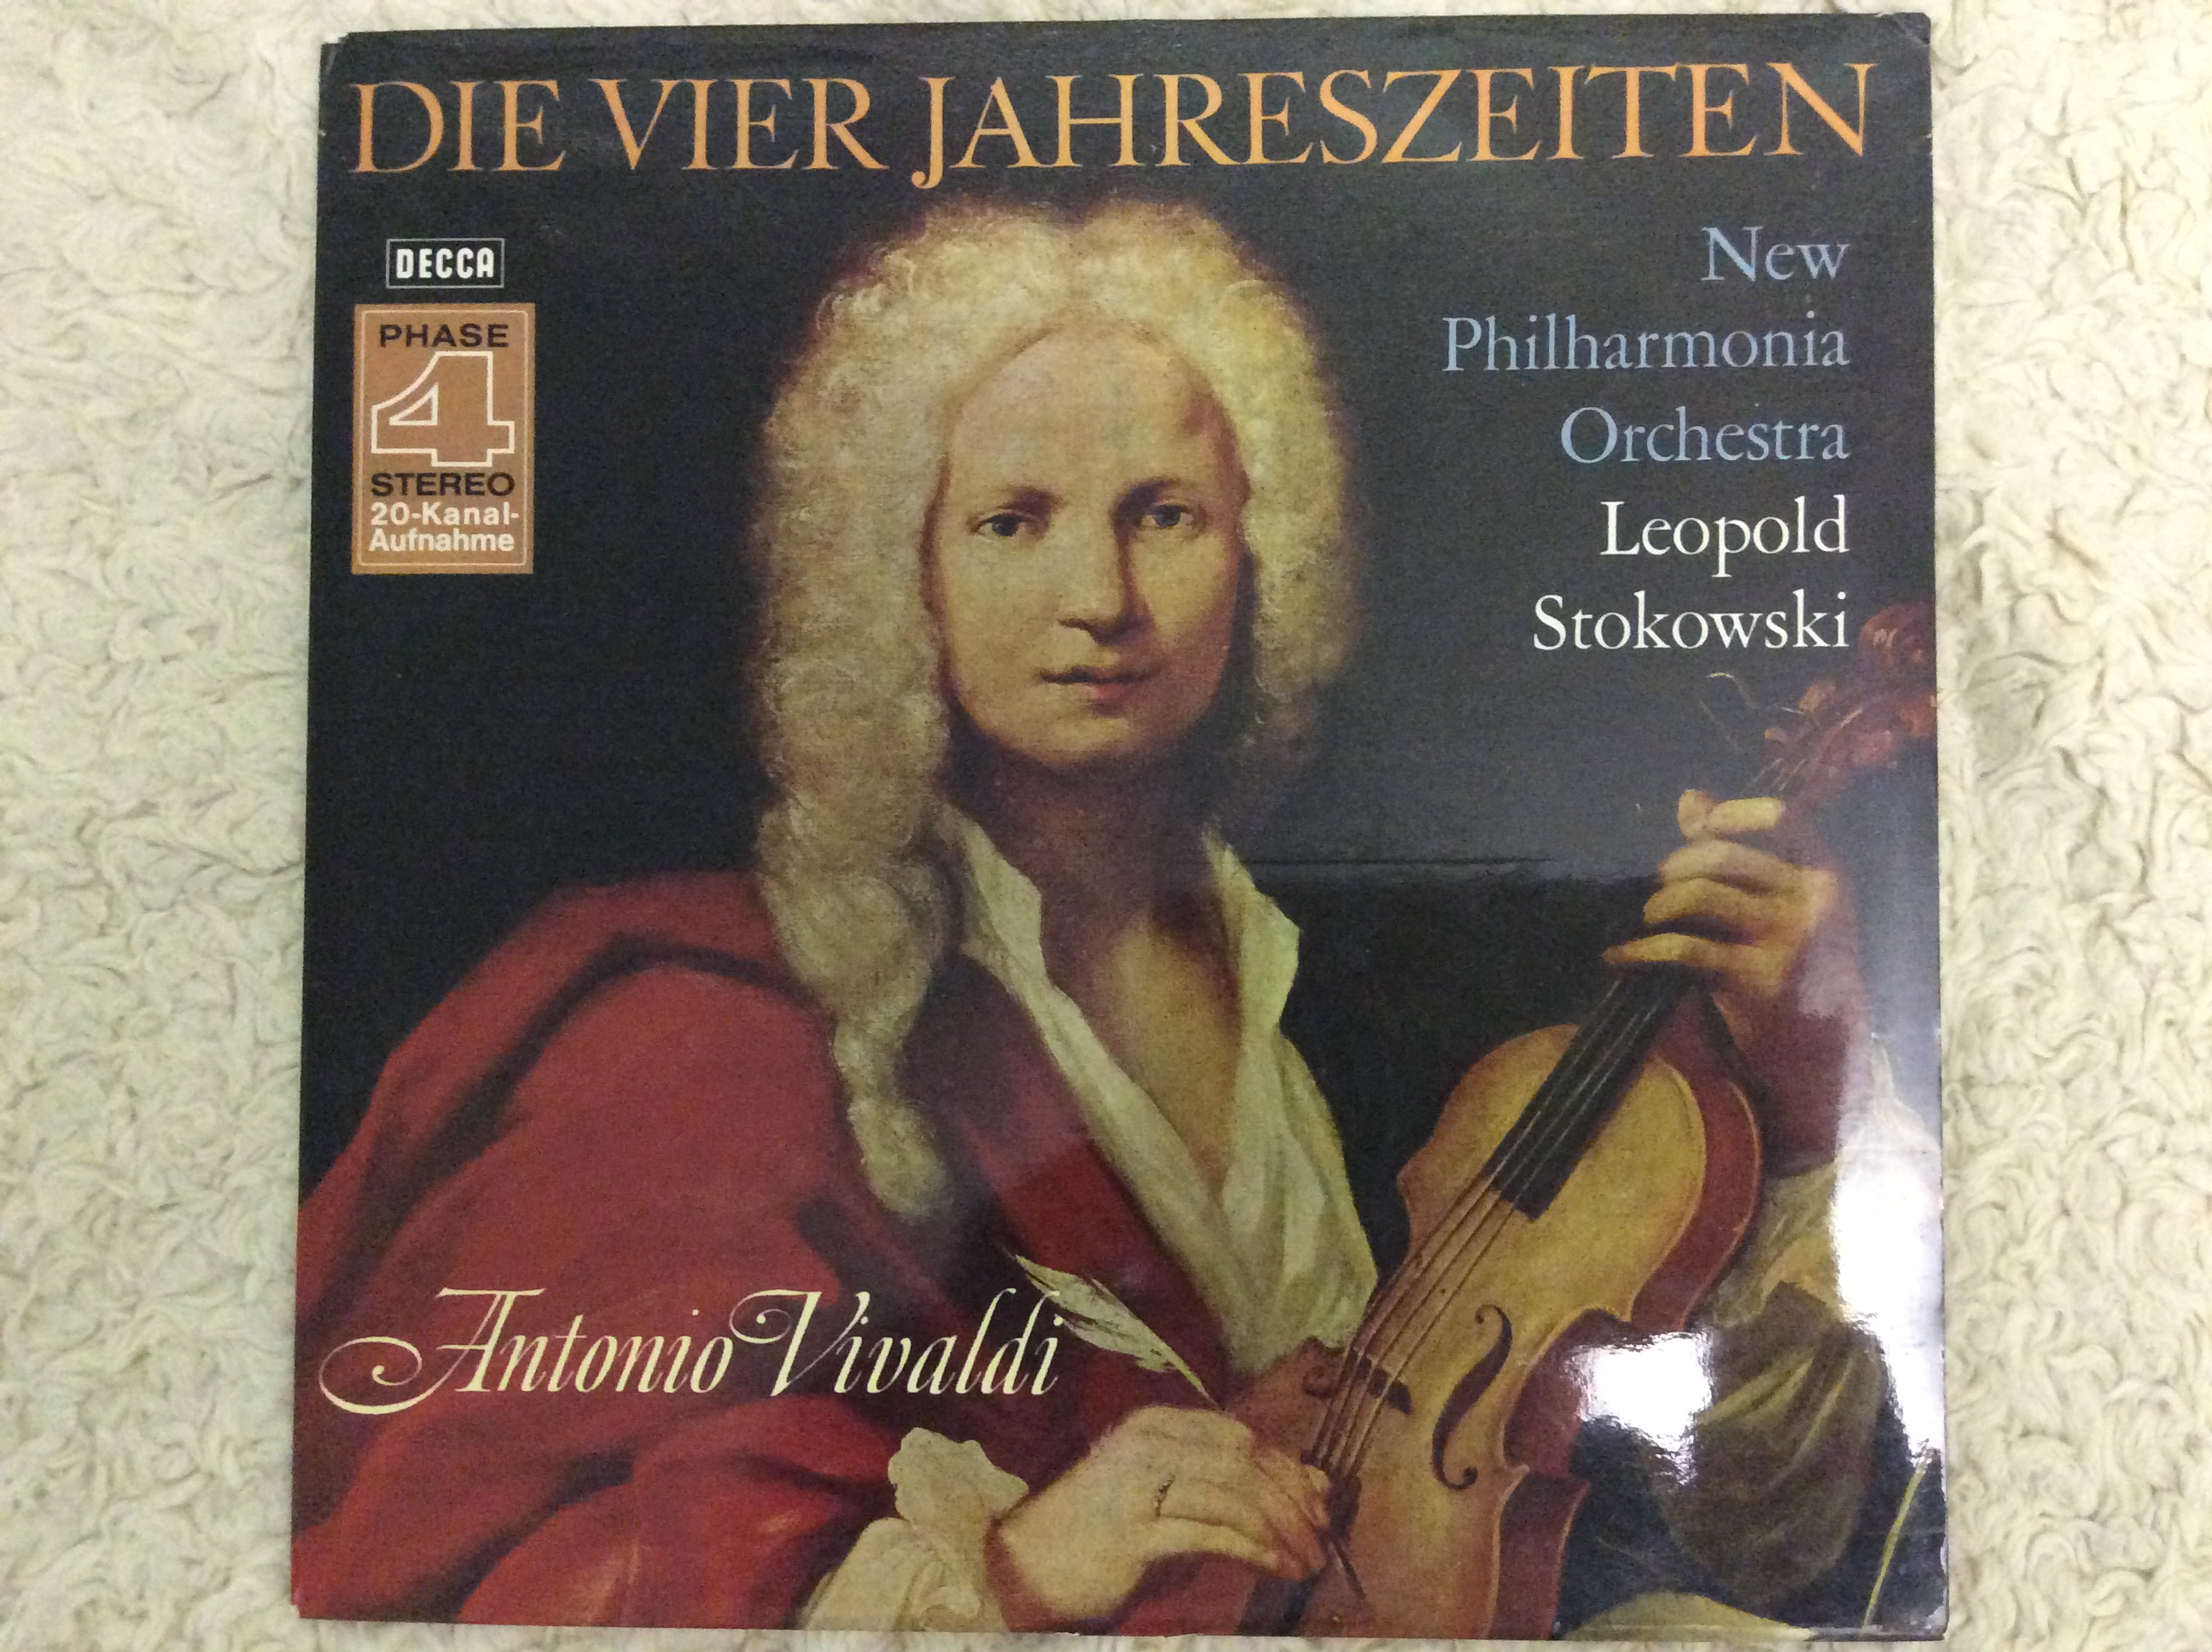 DIE VIER JAHRESZEITEN
DECCA
PHASE
4
STEREO
20-Kanal-
Aufnahme
New
Philharmonia
Orchestra
Leopold
Stokowski
Antonio Vivaldi